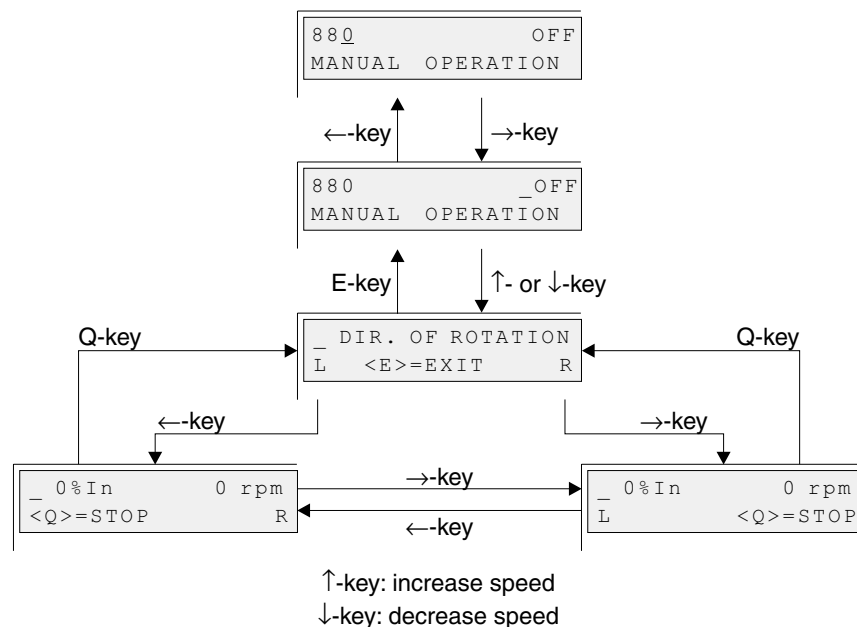 880 OFF
MANUAL OPERATION
←-key →-key
880 _OFF
MANUAL OPERATION
E-key ↑- or ↓-key
Q-key Q-key
_ DIR. OF ROTATION
L <E>=EXIT R
←-key →-key
_ 0%In 0 rpm
<Q>=STOP R
→-key
←-key
_ 0%In 0 rpm
L <Q>=STOP
↑-key: increase speed
↓-key: decrease speed